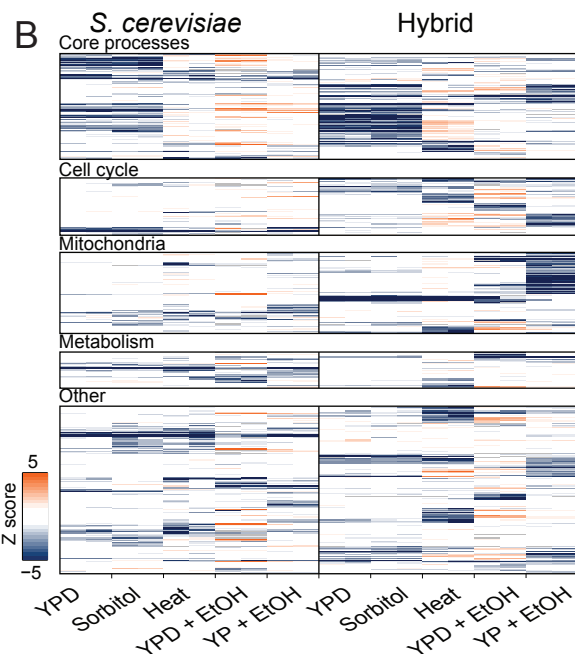 B
S. cerevisiae Hybrid
Core processes
Cell cycle
Mitochondria
Metabolism
Other
5
Z score
−5
YPD Sorbitol Heat YPD + EtOH YP + EtOH YPD Sorbitol Heat YPD + EtOH YP + EtOH